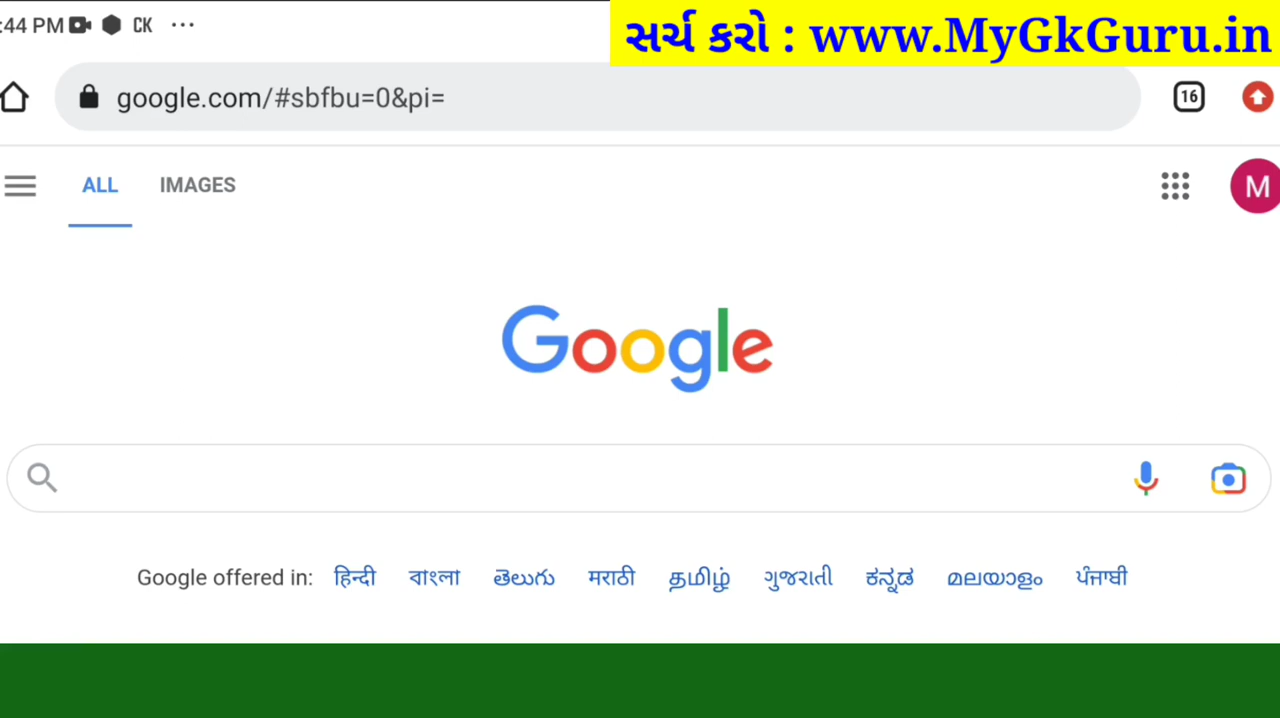 :44 PM CK ...
સર્ચ કરો : www.MyGkGuru.in
google.com/#sbfbu=0&pi=
16
ALL IMAGES
M
Google
Google offered in: हिन्दी বাংলা తెలుగు मराठी தமிழ் ગુજરાતી ಕನ್ನಡ മലയാളം ਪੰਜਾਬੀ